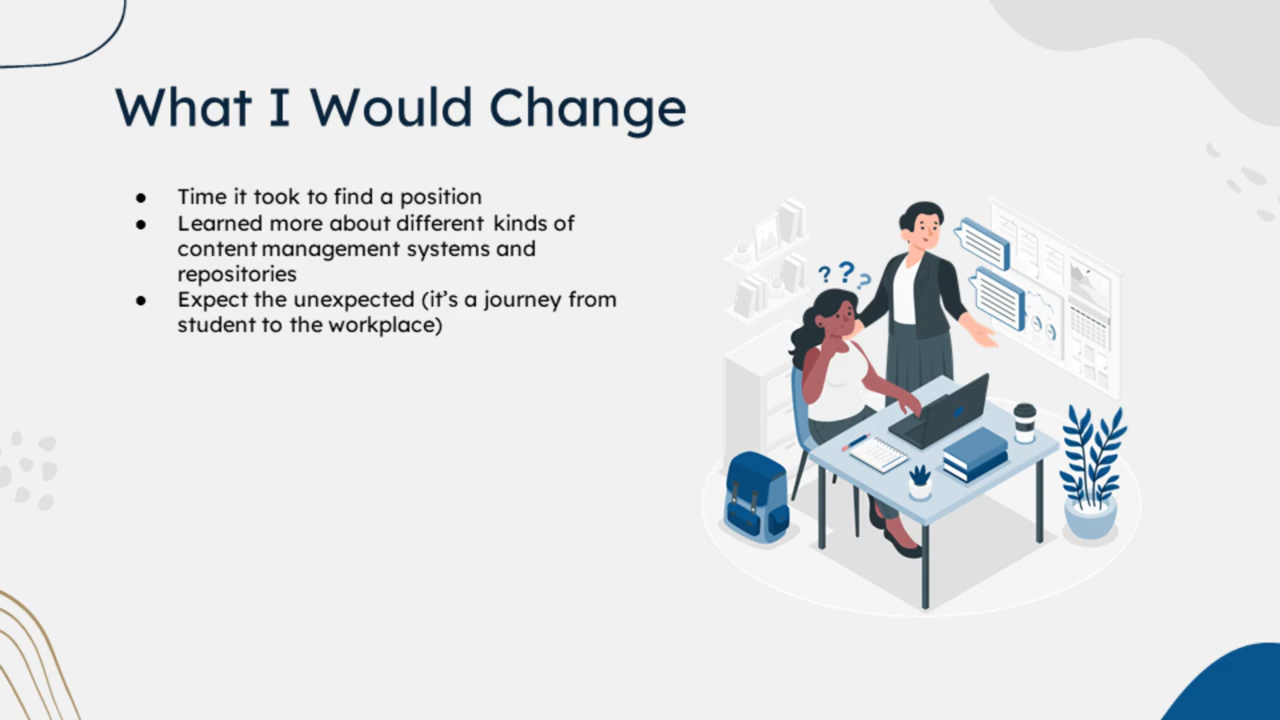 What I Would Change
● Time it took to find a position
● Learned more about different kinds of
content management systems and
repositories
● Expect the unexpected (it's a journey from
student to the workplace)
? ? ?